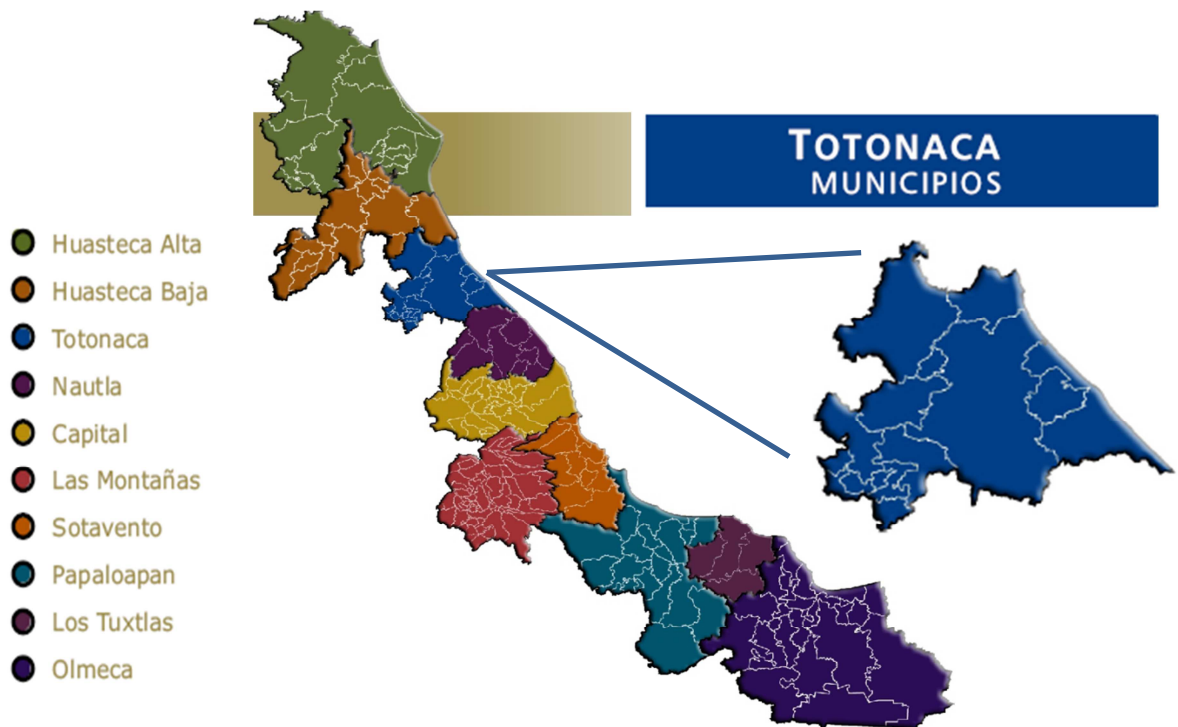 TOTONACA
MUNICIPIOS
Huasteca Alta
Huasteca Baja
Totonaca
Nautla
Capital
Las Montañas
Sotavento
Papaloapan
Los Tuxtlas
Olmeca